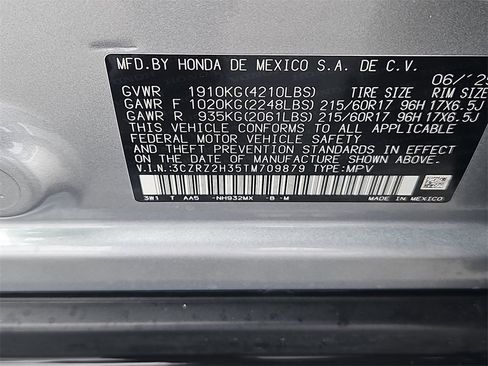 MFD.BY HONDA DE MEXICO S.A. DE C.V.
06/'25
GVWR 1910KG(4210LBS) TIRE SIZE RIM SIZE
GAWR F 1020KG(2248LBS) 215/60R17 96H 17X6.5J
GAWR R 935KG(2061LBS) 215/60R17 96H 17X6.5J
THIS VEHICLE CONFORMS TO ALL APPLICABLE
FEDERAL MOTOR VEHICLE SAFETY
AND THEFT PREVENTION STANDARDS IN EFFECT
ON THE DATE OF MANUFACTURE SHOWN ABOVE.
V.I.N.:3CZRZ2H35TM709879 TYPE:MPV
3W1 T AA5 -NH932MX -B -M
MADE IN MEXICO